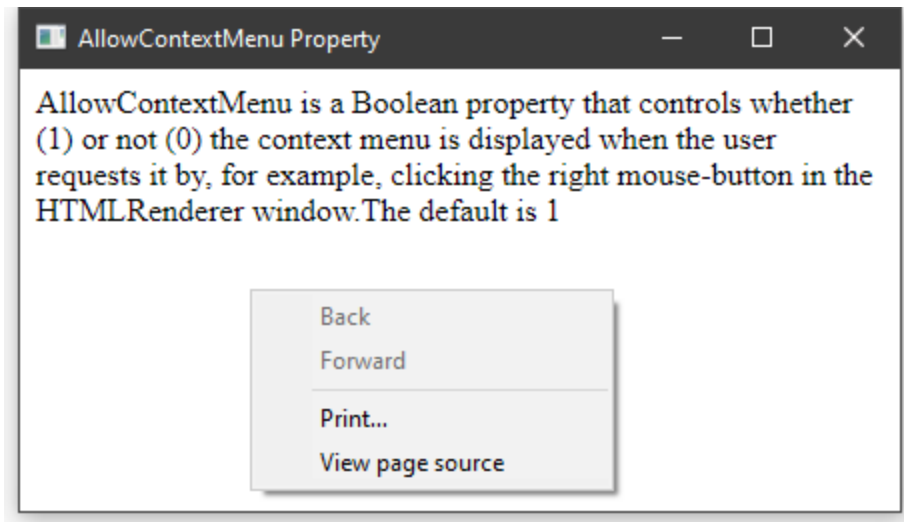 AllowContextMenu Property
AllowContextMenu is a Boolean property that controls whether
(1) or not (0) the context menu is displayed when the user
requests it by, for example, clicking the right mouse-button in the
HTMLRenderer window.The default is 1
Back
Forward
Print...
View page source